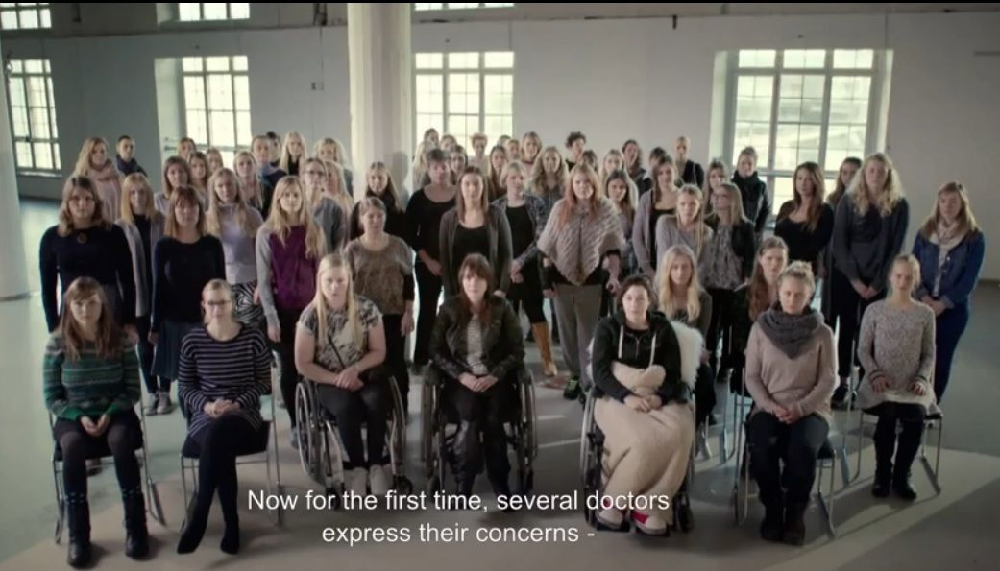 Now for the first time, several doctors
express their concerns -